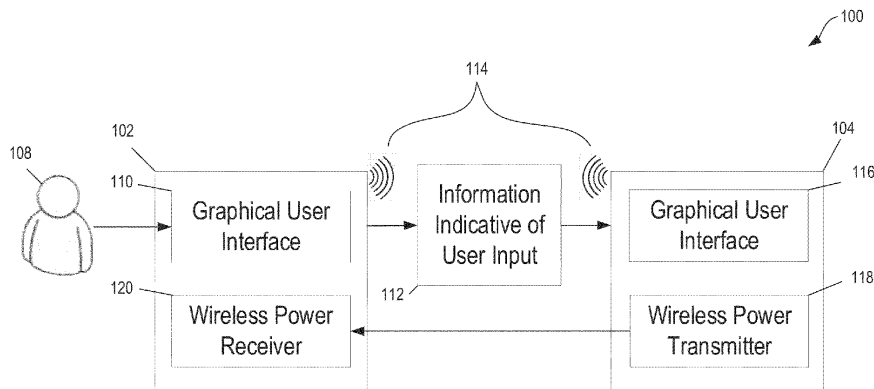 100
114
102
104
108
110
116
Graphical User
Interface
Information
Indicative of
User Input
Graphical User
Interface
120
112
118
Wireless Power
Receiver
Wireless Power
Transmitter